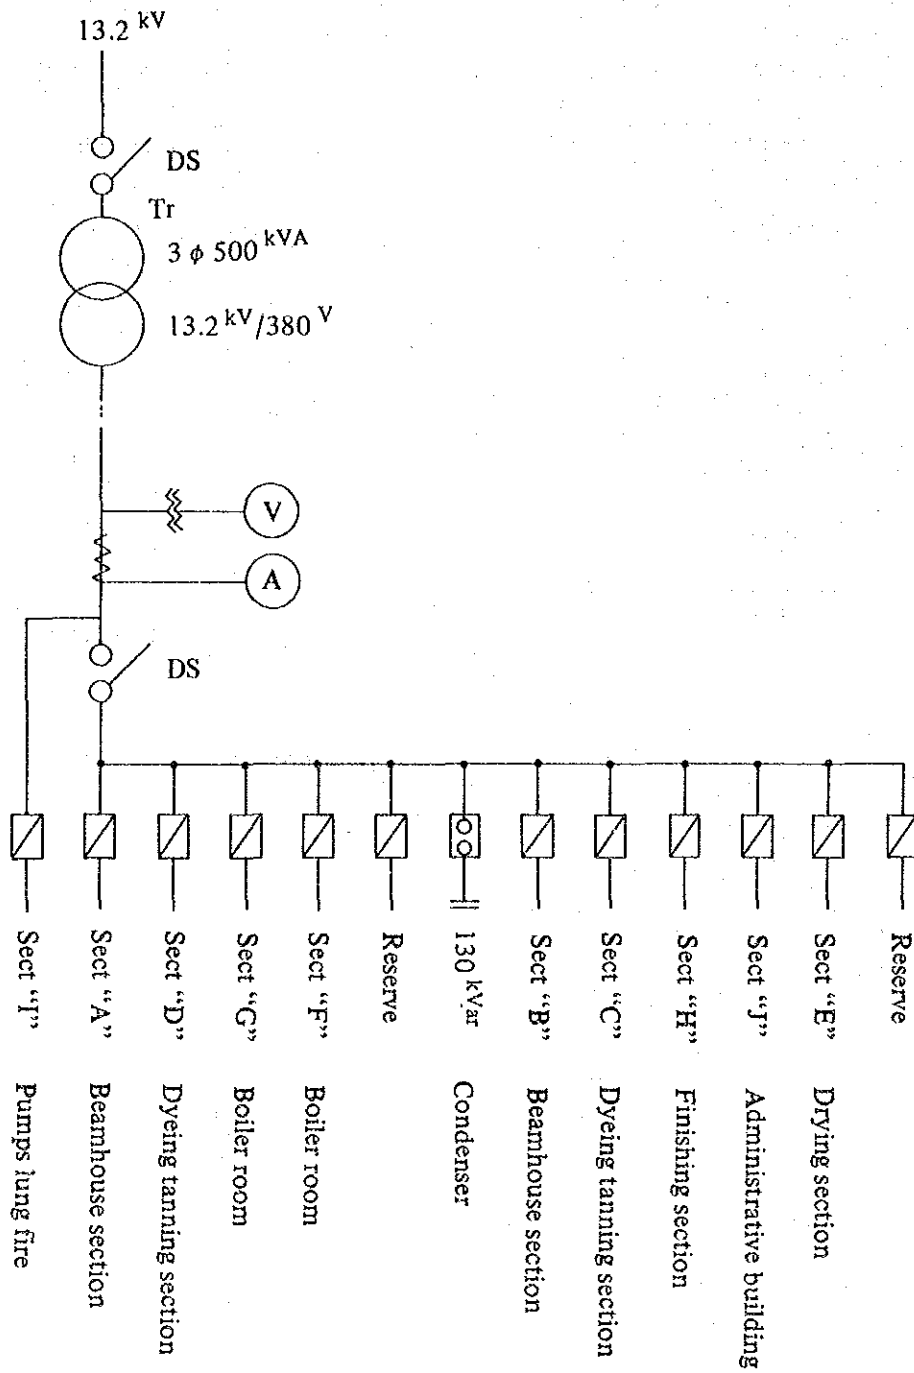 13.2 kV
DS
Tr
3 φ 500 kVA
13.2 kV/380 V
V
A
DS
Sect “I” Pumps lung fire
Sect “A” Beamhouse section
Sect “D” Dyeing tanning section
Sect “G” Boiler room
Sect “F” Boiler room
Reserve
130 kVar Condenser
Sect “B” Beamhouse section
Sect “C” Dyeing tanning section
Sect “H” Finishing section
Sect “J” Administrative building
Sect “E” Drying section
Reserve